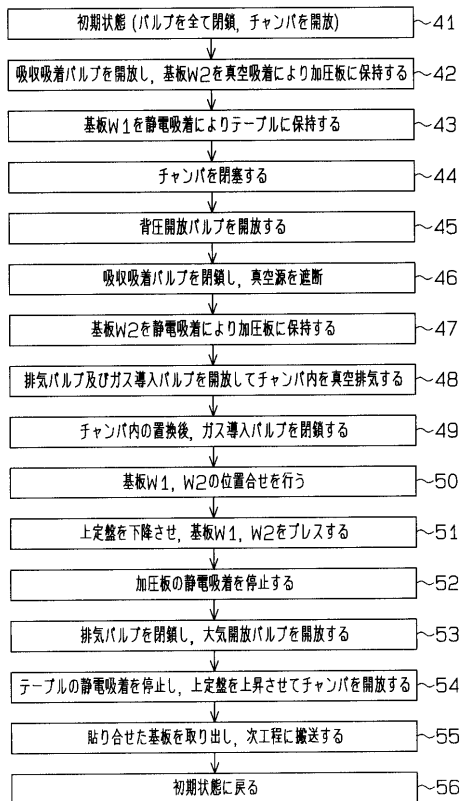 初期状態(バルブを全て閉鎖,チャンバを開放) 41
吸収吸着バルブを開放し,基板W2を真空吸着により加圧板に保持する 42
基板W1を静電吸着によりテーブルに保持する 43
チャンバを閉塞する 44
背圧開放バルブを開放する 45
吸収吸着バルブを閉鎖し,真空源を遮断 46
基板W2を静電吸着により加圧板に保持する 47
排気バルブ及びガス導入バルブを開放してチャンバ内を真空排気する 48
チャンバ内の置換後,ガス導入バルブを閉鎖する 49
基板W1,W2の位置合せを行う 50
上定盤を下降させ,基板W1,W2をプレスする 51
加圧板の静電吸着を停止する 52
排気バルブを閉鎖し,大気開放バルブを開放する 53
テーブルの静電吸着を停止し,上定盤を上昇させてチャンバを開放する 54
貼り合せた基板を取り出し,次工程に搬送する 55
初期状態に戻る 56